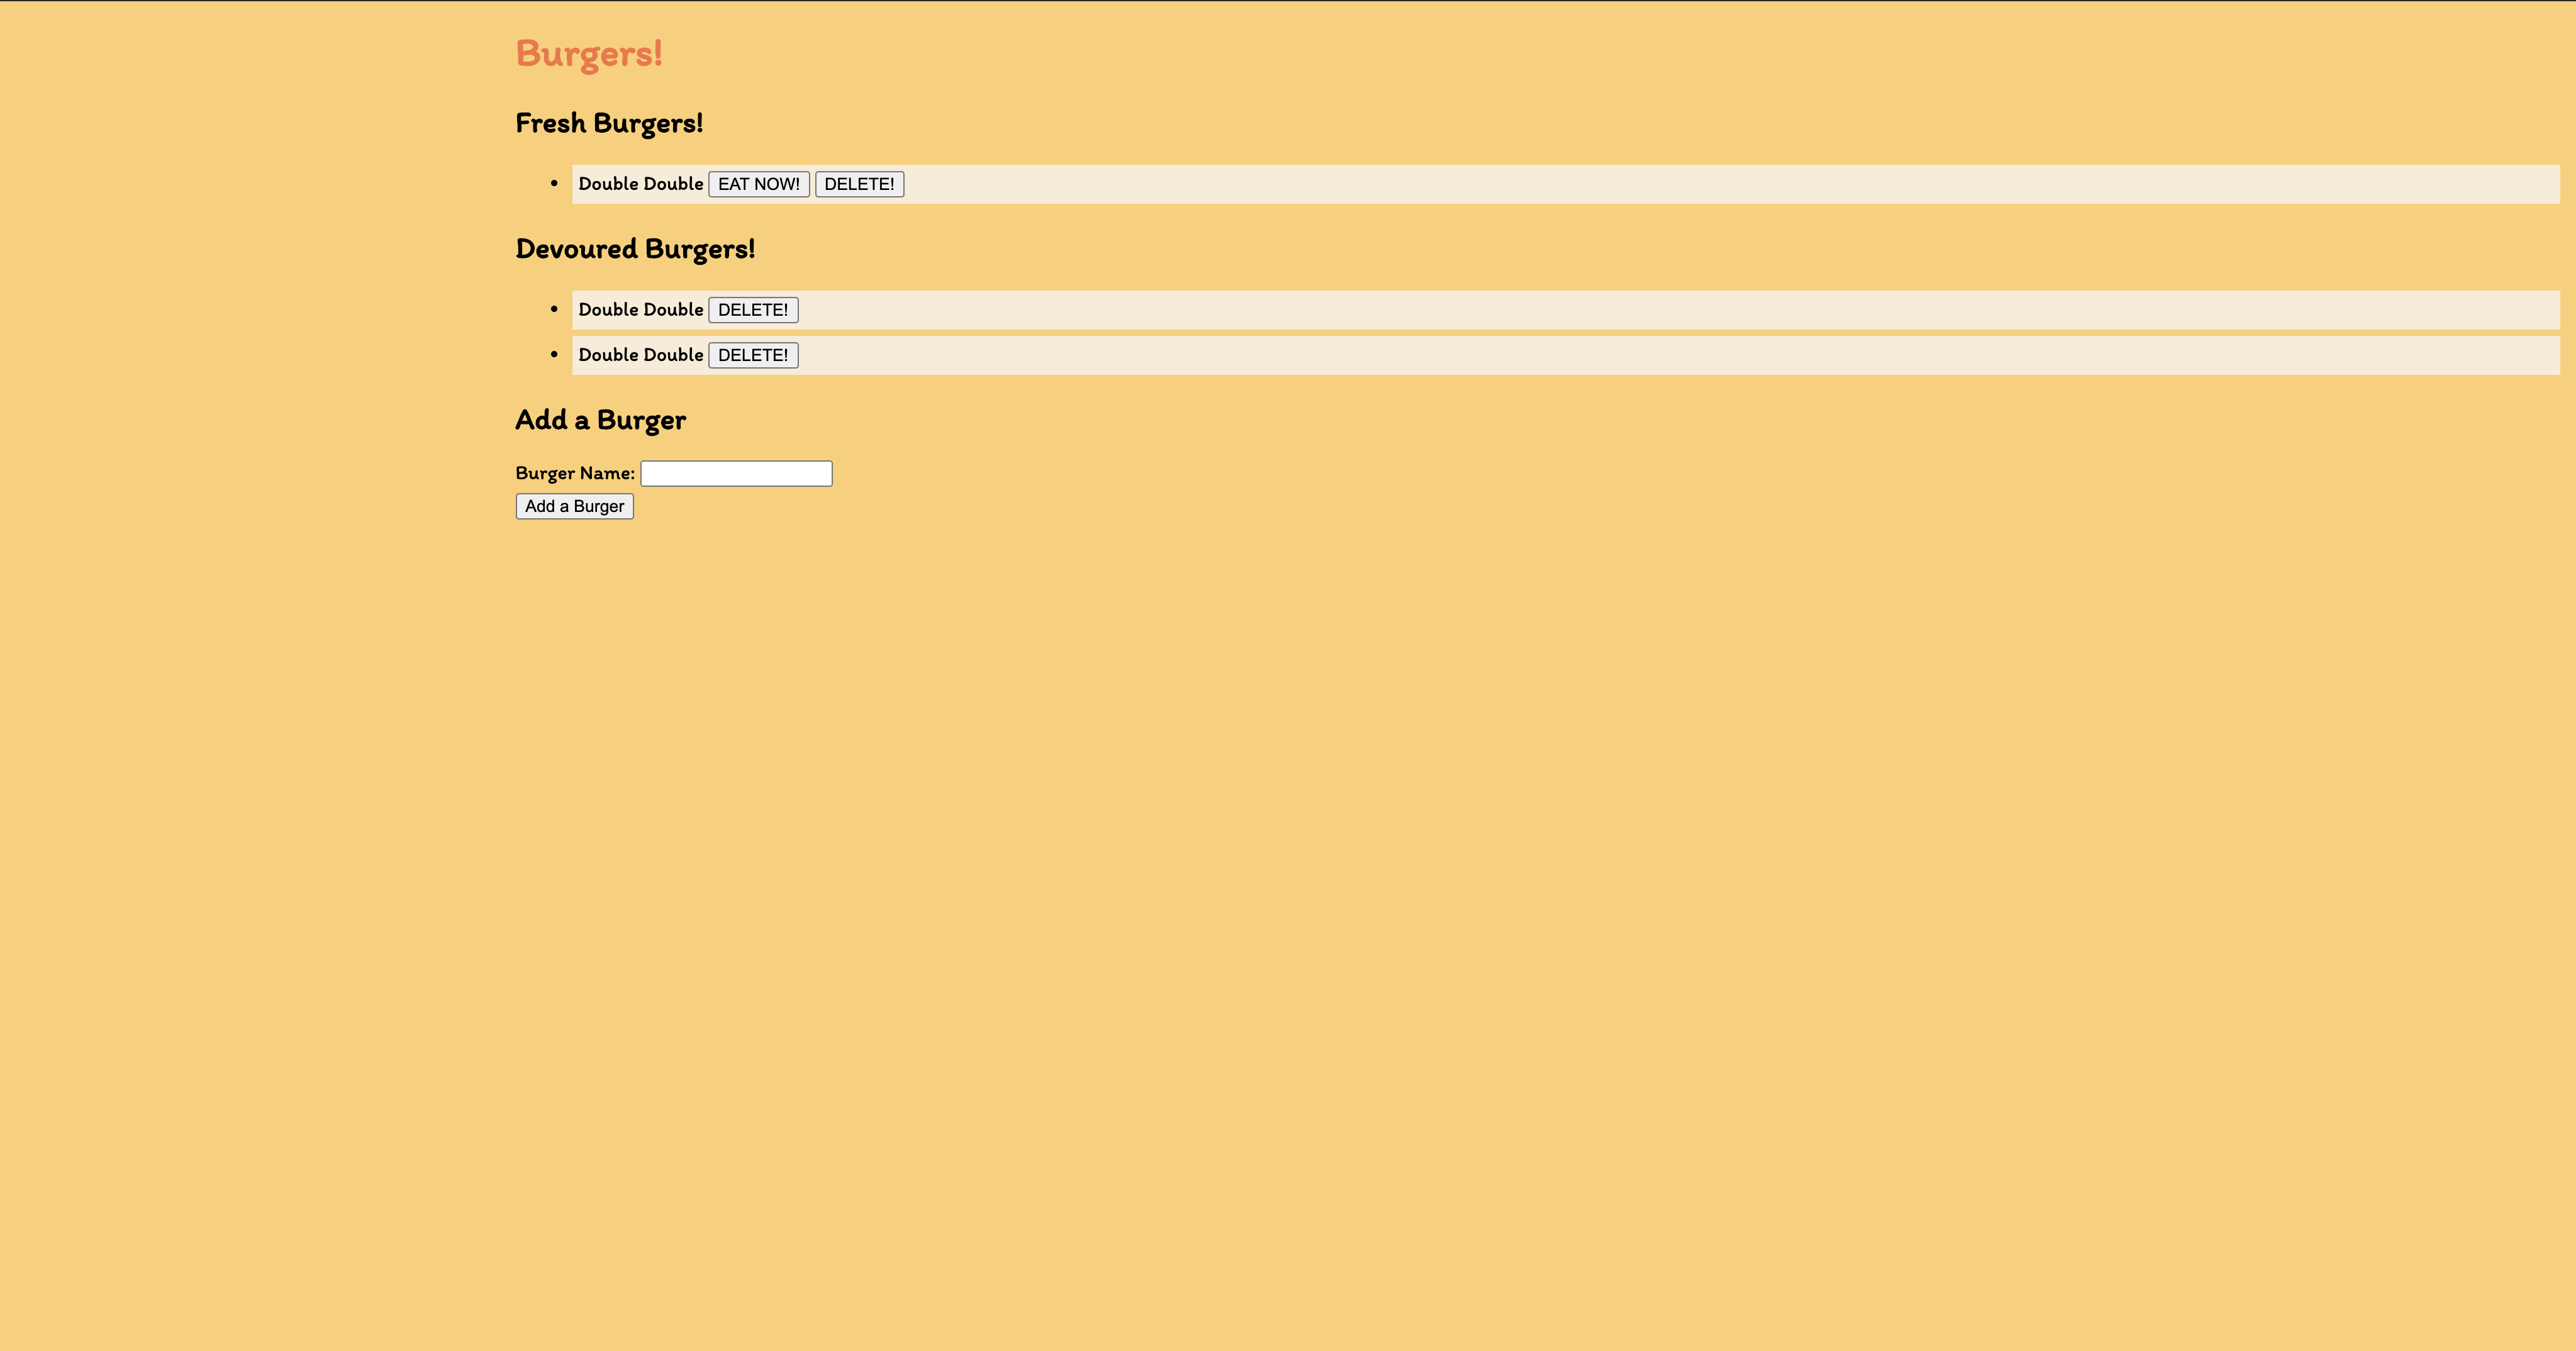 Burgers!
Fresh Burgers!
Double Double EAT NOW! DELETE!
Devoured Burgers!
Double Double DELETE!
Double Double DELETE!
Add a Burger
Burger Name:
Add a Burger